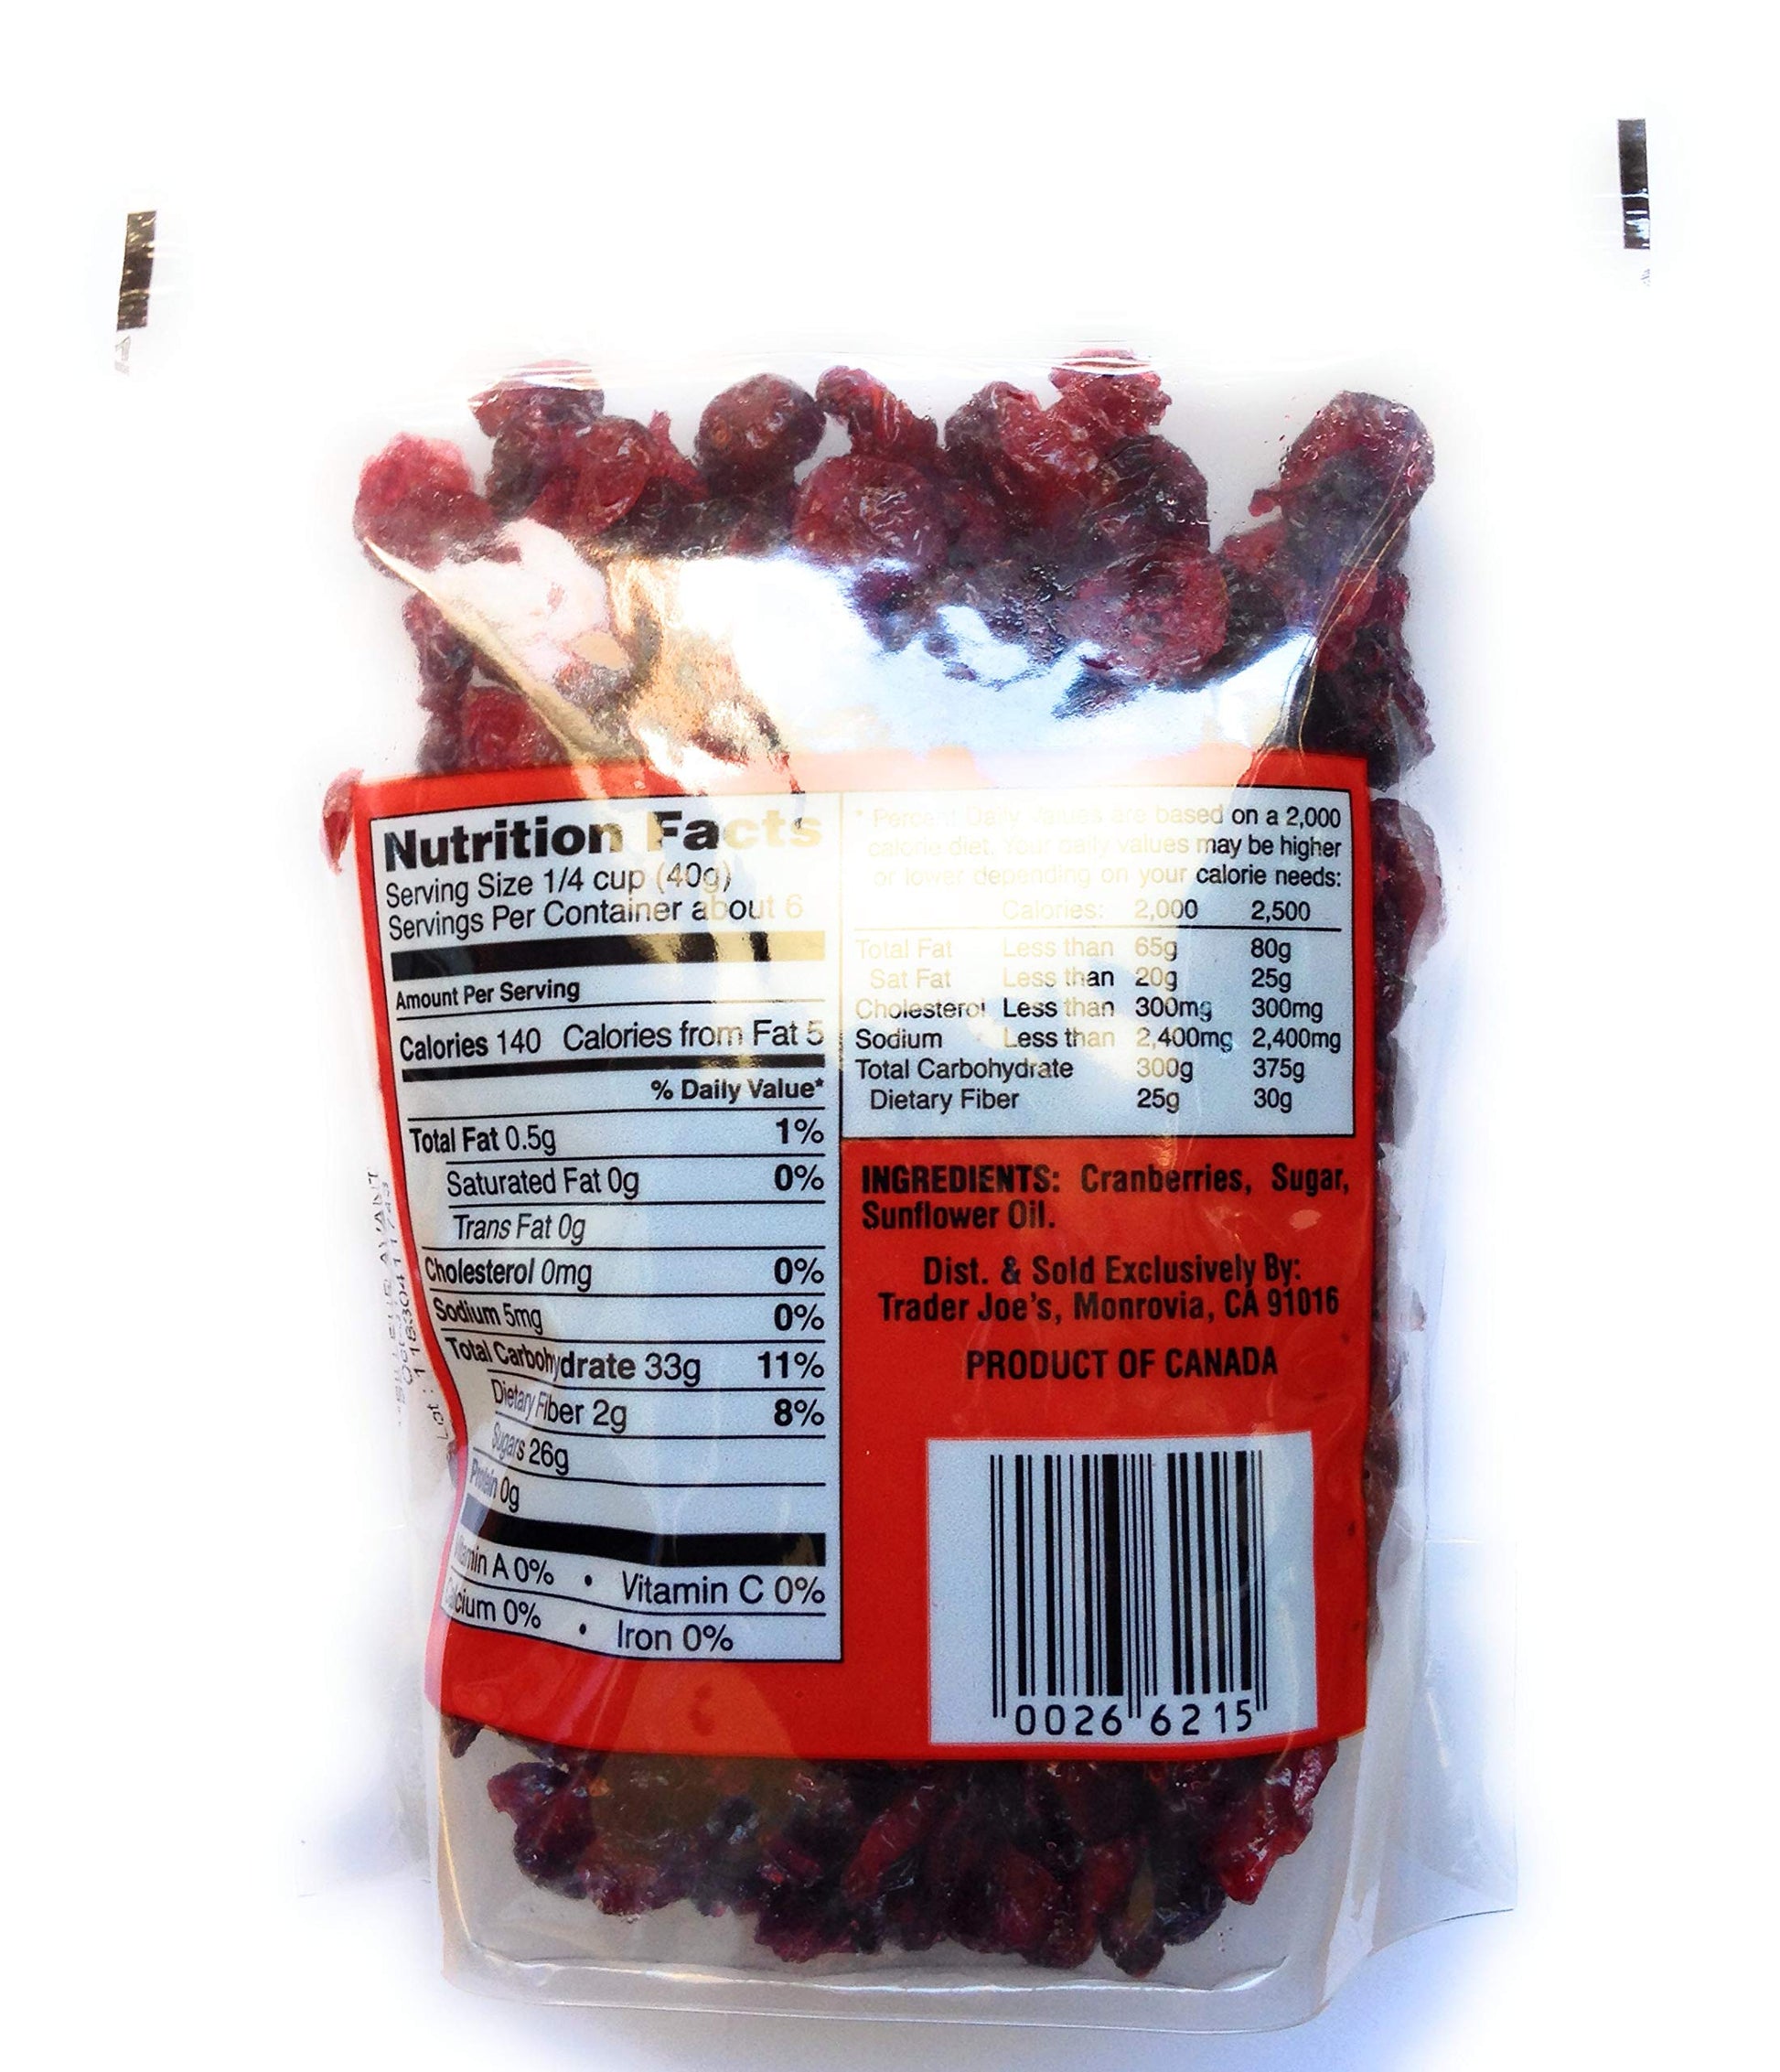 Nutrition Facts
Serving Size 1/4 cup (40g)
Servings Per Container about 6
Amount Per Serving
Calories 140 Calories from Fat 5
% Daily Value*
Total Fat 0.5g 1%
Saturated Fat 0g 0%
Trans Fat 0g
Cholesterol 0mg 0%
Sodium 5mg 0%
Total Carbohydrate 33g 11%
Dietary Fiber 2g 8%
Sugars 26g
Protein 0g
Vitamin A 0% • Vitamin C 0%
Calcium 0% • Iron 0%
* Percent Daily Values are based on a 2,000
calorie diet. Your daily values may be higher
or lower depending on your calorie needs:
Calories: 2,000 2,500
Total Fat Less than 65g 80g
Sat Fat Less than 20g 25g
Cholesterol Less than 300mg 300mg
Sodium Less than 2,400mg 2,400mg
Total Carbohydrate 300g 375g
Dietary Fiber 25g 30g
INGREDIENTS: Cranberries, Sugar,
Sunflower Oil.
Dist. & Sold Exclusively By:
Trader Joe's, Monrovia, CA 91016
PRODUCT OF CANADA
0026 6215